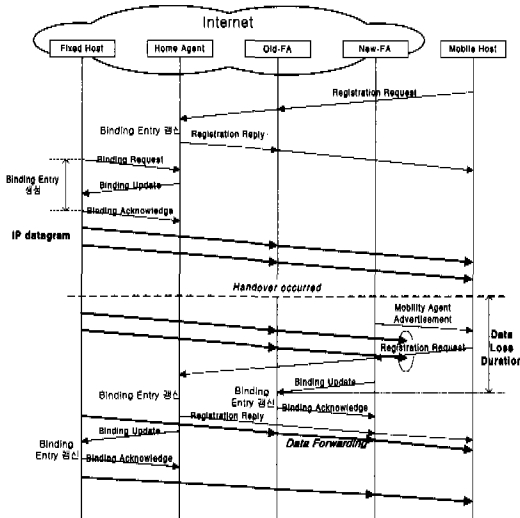 Internet
Fixed Host
Home Agent
Old-FA
New-FA
Mobile Host
Registration Request
Binding Entry 갱신
Registration Reply
Binding Request
Binding Entry
생성
Binding Update
Binding Acknowledge
IP datagram
Handover occurred
Mobility Agent
Advertisement
Data
Loss
Duration
Registration Request
Binding Update
Binding Entry 갱신
Binding
Entry 갱신
Binding Acknowledge
Registration Reply
Binding Update
Data Forwarding
Binding
Entry 갱신
Binding Acknowledge